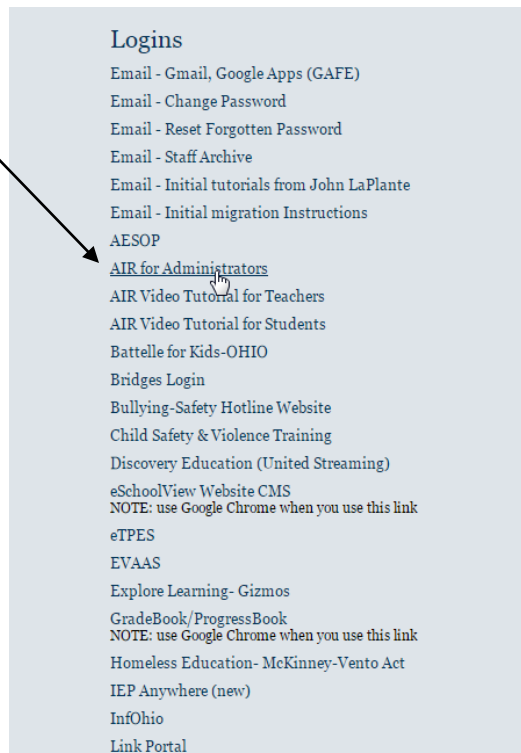 Logins
Email - Gmail, Google Apps (GAFE)
Email - Change Password
Email - Reset Forgotten Password
Email - Staff Archive
Email - Initial tutorials from John LaPlante
Email - Initial migration Instructions
AESOP
AIR for Administrators
AIR Video Tutorial for Teachers
AIR Video Tutorial for Students
Battelle for Kids-OHIO
Bridges Login
Bullying-Safety Hotline Website
Child Safety & Violence Training
Discovery Education (United Streaming)
eSchoolView Website CMS
NOTE: use Google Chrome when you use this link
eTPES
EVAAS
Explore Learning- Gizmos
GradeBook/ProgressBook
NOTE: use Google Chrome when you use this link
Homeless Education- McKinney-Vento Act
IEP Anywhere (new)
InfOhio
Link Portal